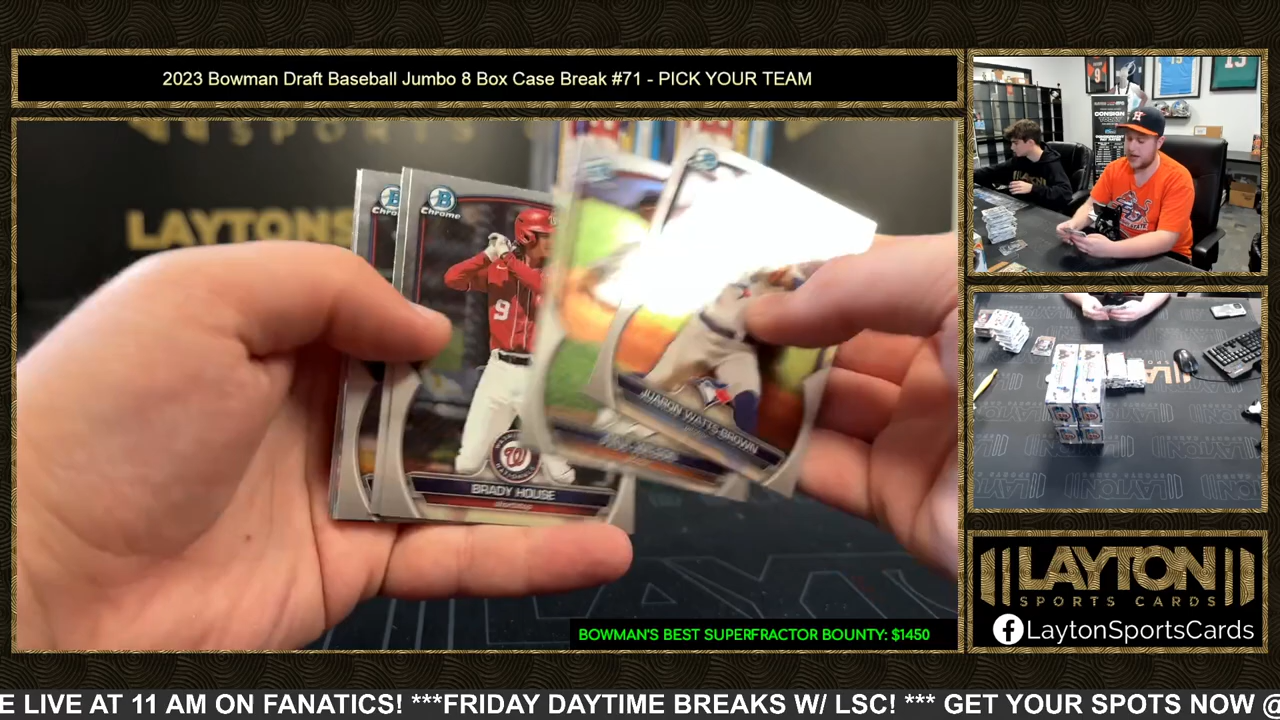 2023 Bowman Draft Baseball Jumbo 8 Box Case Break #71 - PICK YOUR TEAM
LAYTONS
Chrome
Chrome
9
W
BRADY HOUSE
JUARON WATTS-BROWN
BOWMAN'S BEST SUPERFRACTOR BOUNTY: $1450
CONSIGN
LAYTON
SPORTS CARDS
LaytonSportsCards
E LIVE AT 11 AM ON FANATICS! ***FRIDAY DAYTIME BREAKS W/ LSC! *** GET YOUR SPOTS NOW @